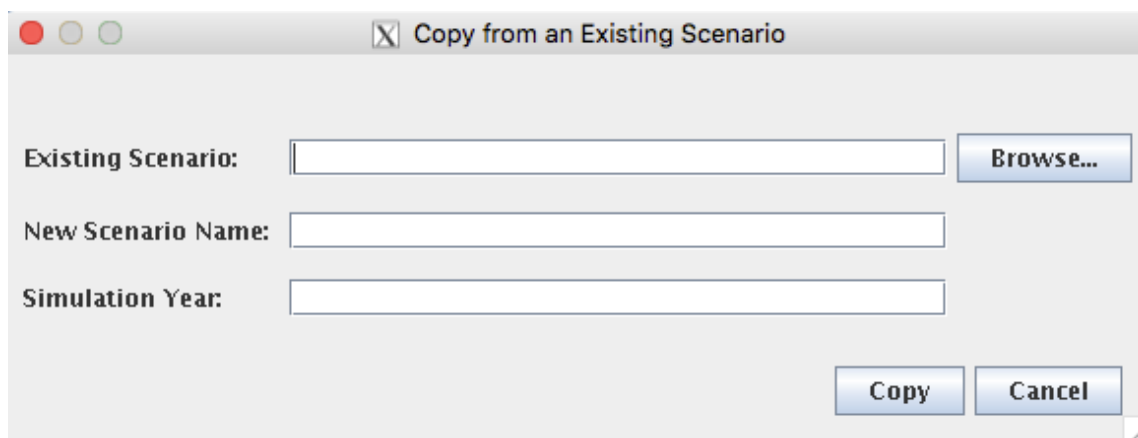 Copy from an Existing Scenario
Existing Scenario: Browse...
New Scenario Name:
Simulation Year:
Copy Cancel